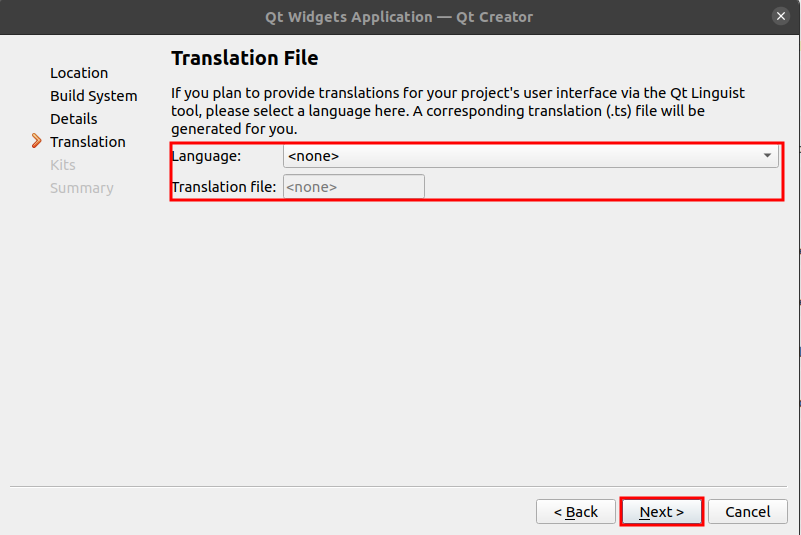 Qt Widgets Application — Qt Creator
Location
Build System
Details
Translation
Kits
Summary
Translation File
If you plan to provide translations for your project's user interface via the Qt Linguist
tool, please select a language here. A corresponding translation (.ts) file will be
generated for you.
Language: <none>
Translation file: <none>
< Back Next > Cancel